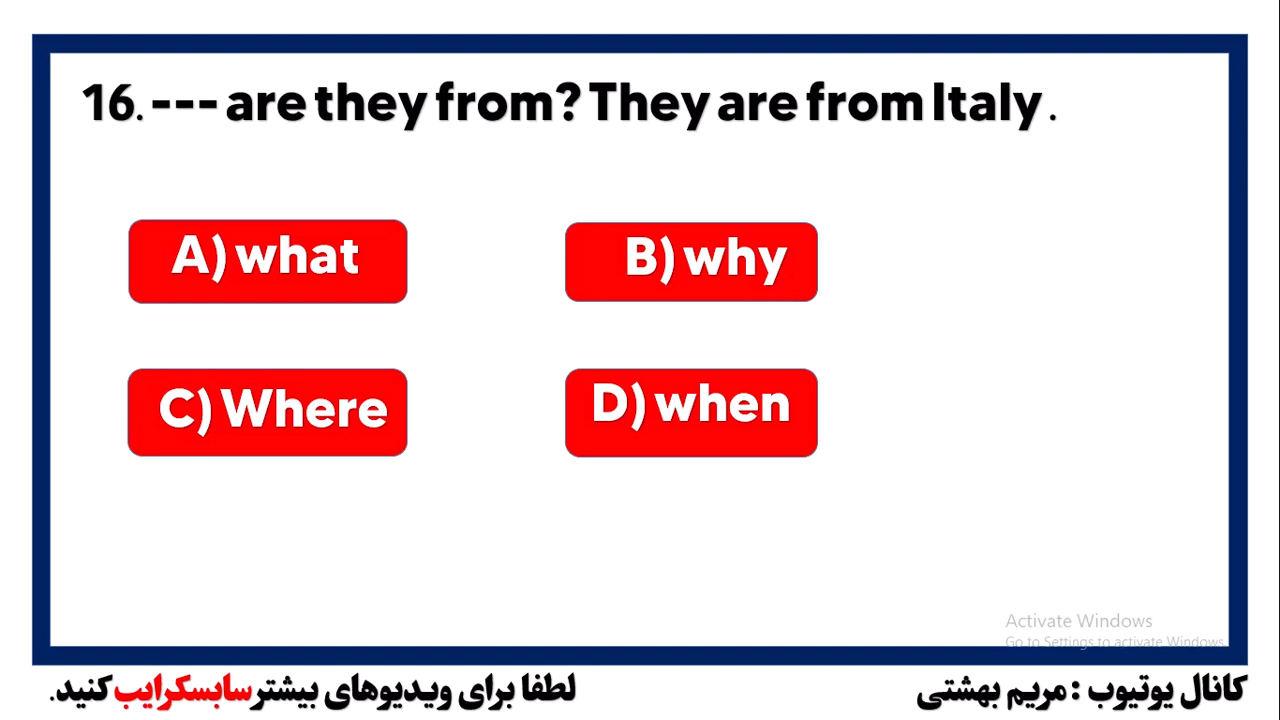 16. --- are they from? They are from Italy .
A) what
B) why
C) Where
D) when
Activate Windows
Go to Settings to activate Windows.
کانال یوتیوب : مریم بهشتی
لطفا برای ویدیوهای بیشتر سابسکرایب کنید.